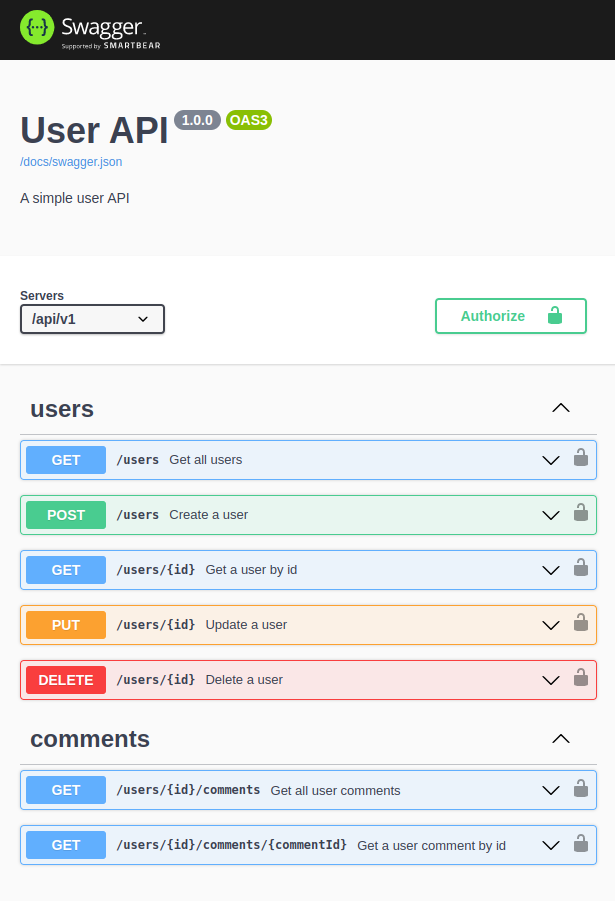 {···} Swagger
Supported by SMARTBEAR
User API 1.0.0 OAS3
/docs/swagger.json
A simple user API
Servers
/api/v1
Authorize
users
GET /users Get all users
POST /users Create a user
GET /users/{id} Get a user by id
PUT /users/{id} Update a user
DELETE /users/{id} Delete a user
comments
GET /users/{id}/comments Get all user comments
GET /users/{id}/comments/{commentId} Get a user comment by id